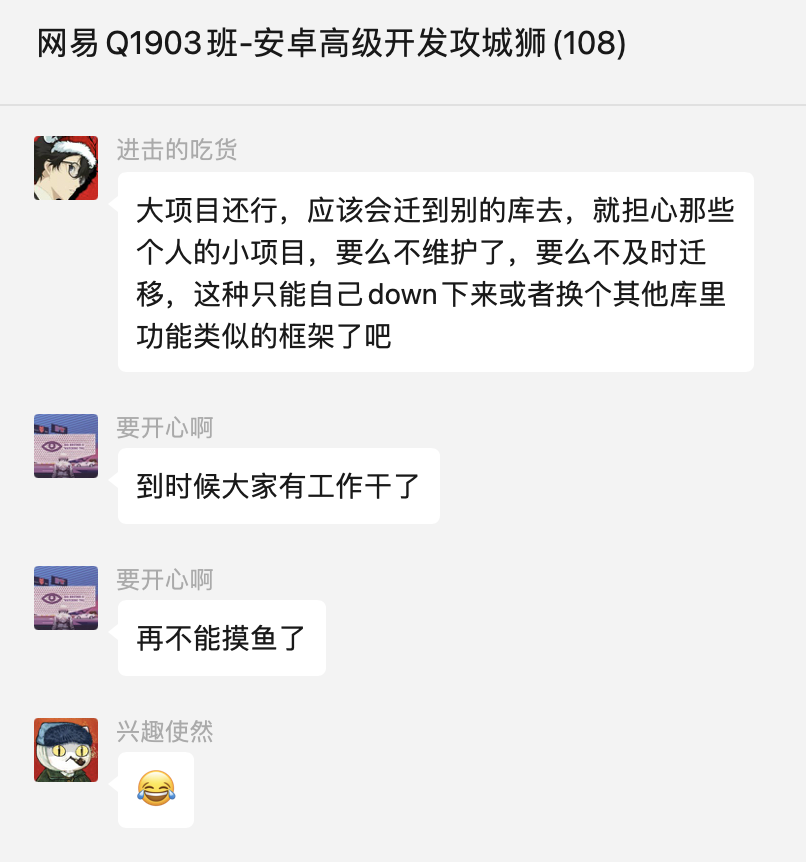 网易Q1903班-安卓高级开发攻城狮(108)
进击的吃货
大项目还行，应该会迁到别的库去，就担心那些
个人的小项目，要么不维护了，要么不及时迁
移，这种只能自己down下来或者换个其他库里
功能类似的框架了吧
要开心啊
到时候大家有工作干了
要开心啊
再不能摸鱼了
兴趣使然
😂